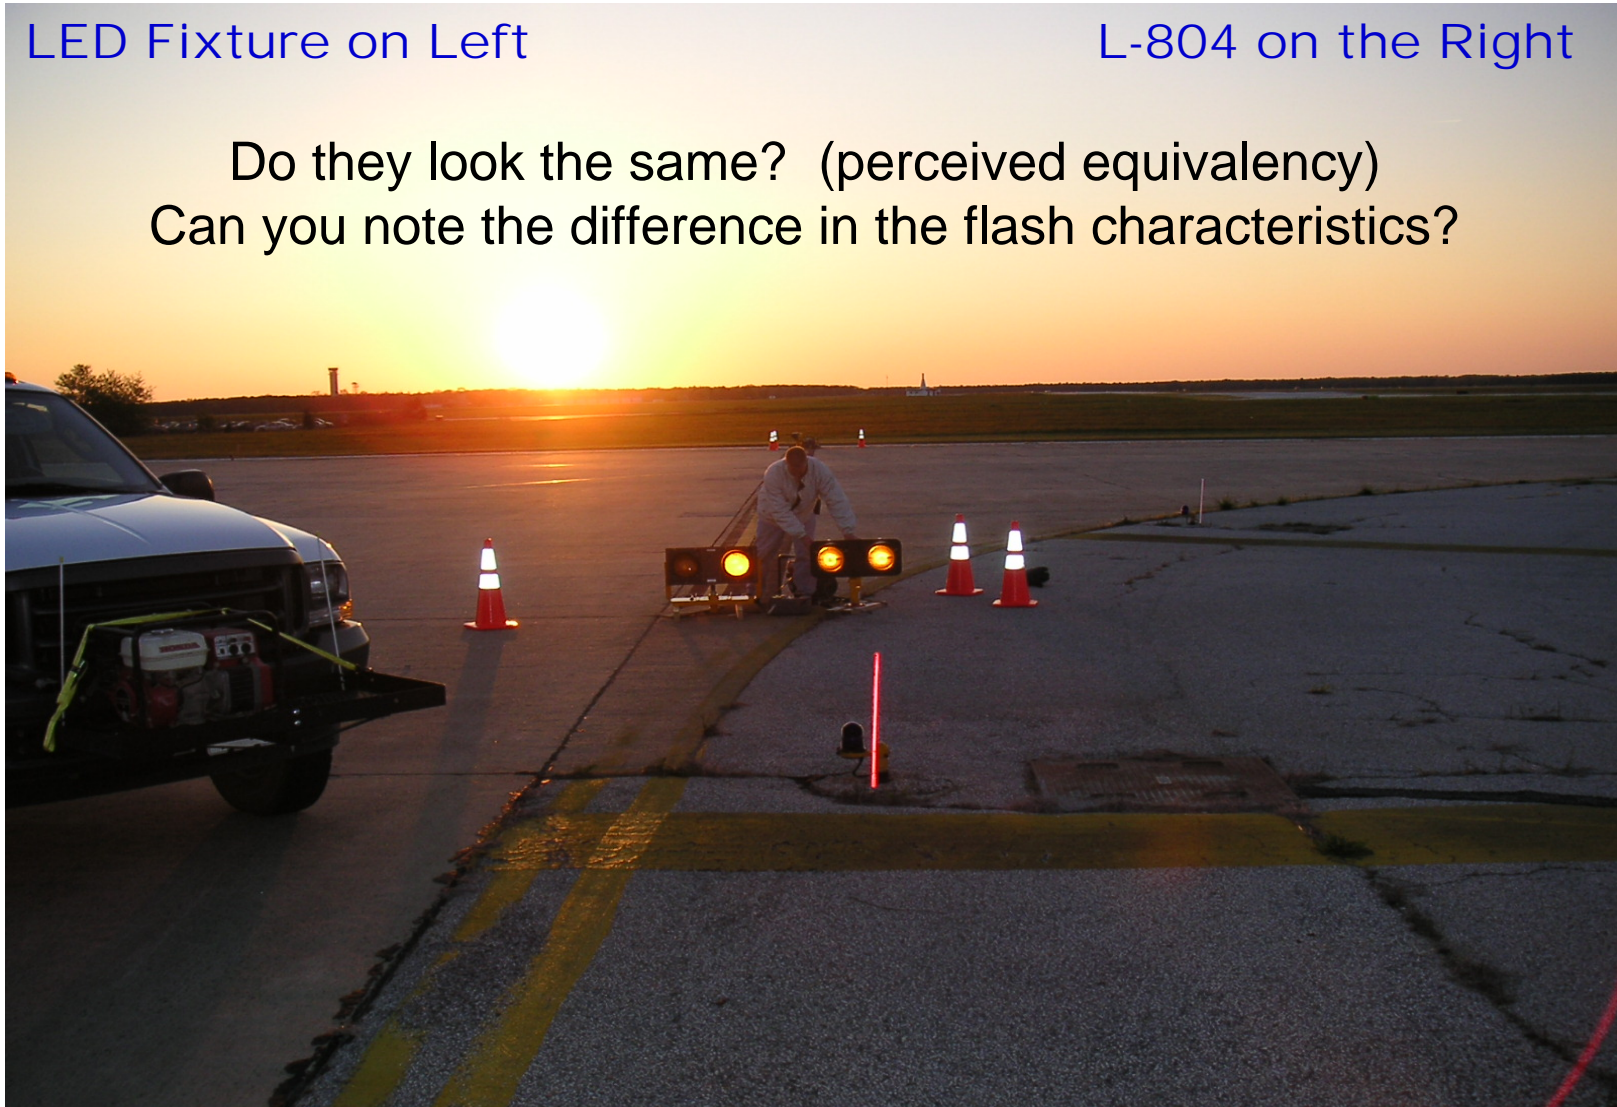 LED Fixture on Left
L-804 on the Right
Do they look the same?  (perceived equivalency)
Can you note the difference in the flash characteristics?
HONDA